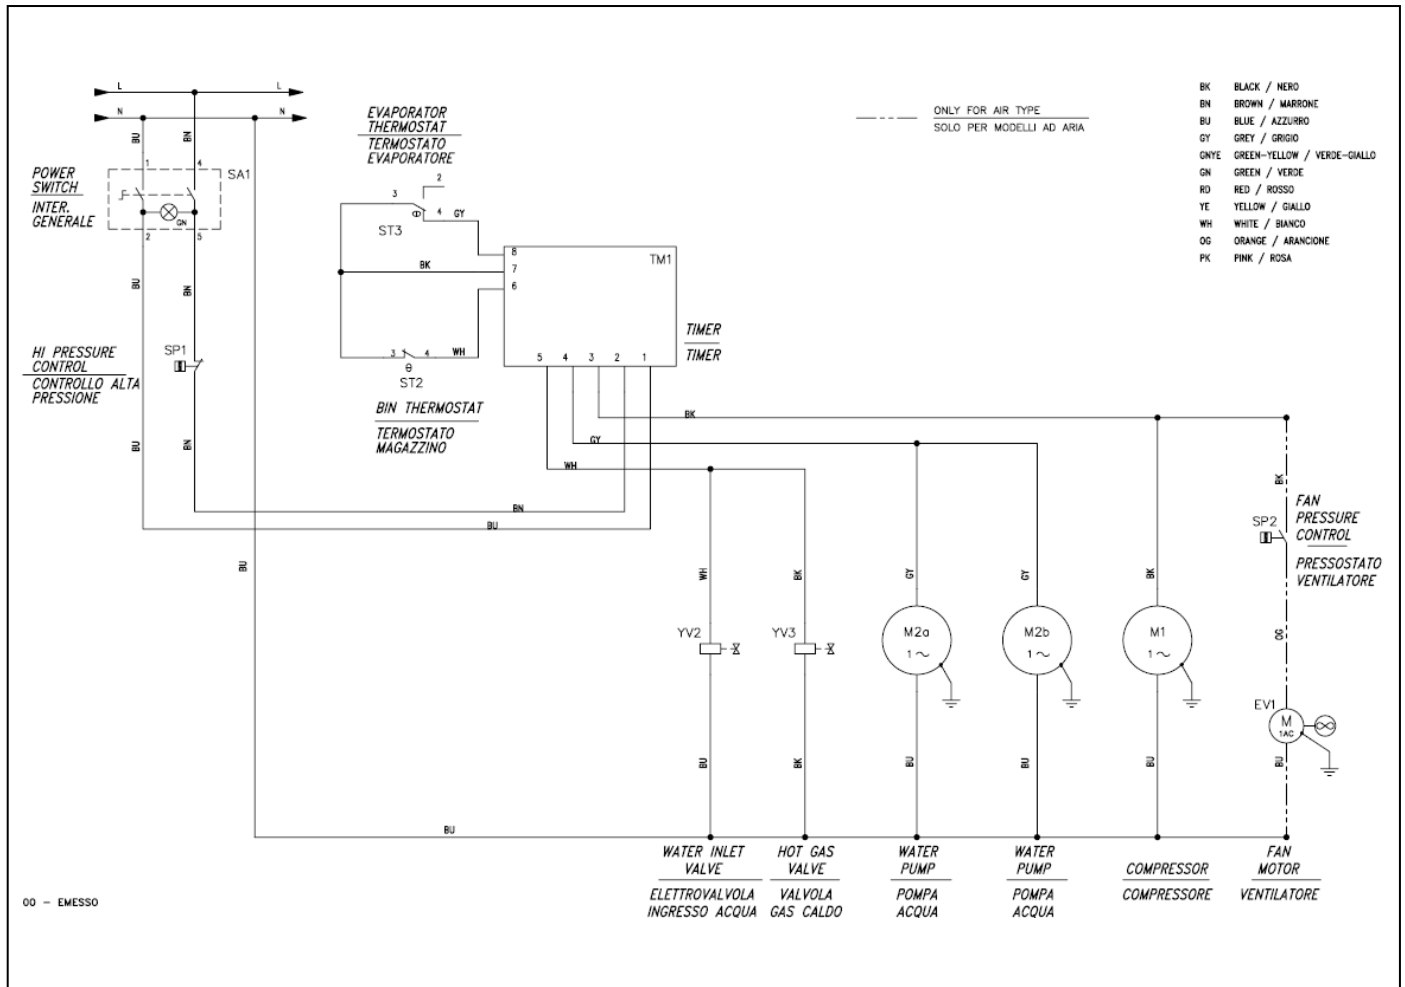 L
L
N
N
BU
BN
1
4
SA1
POWER
SWITCH
INTER.
GENERALE
GN
2
5
BU
BN
HI PRESSURE
CONTROL
CONTROLLO ALTA
PRESSIONE
SP1
BU
BN
EVAPORATOR
THERMOSTAT
TERMOSTATO
EVAPORATORE
2
3
4
GY
ST3
BK
8
7
6
TM1
5
4
3
2
1
TIMER
TIMER
3
4
WH
θ
ST2
BIN THERMOSTAT
TERMOSTATO
MAGAZZINO
ONLY FOR AIR TYPE
SOLO PER MODELLI AD ARIA
BK BLACK / NERO
BN BROWN / MARRONE
BU BLUE / AZZURRO
GY GREY / GRIGIO
GNYE GREEN-YELLOW / VERDE-GIALLO
GN GREEN / VERDE
RD RED / ROSSO
YE YELLOW / GIALLO
WH WHITE / BIANCO
OG ORANGE / ARANCIONE
PK PINK / ROSA
BK
GY
WH
BN
BU
BU
WH
BK
GY
GY
BK
BK
SP2
FAN
PRESSURE
CONTROL
PRESSOSTATO
VENTILATORE
OG
YV2
YV3
M2a
1 ~
M2b
1 ~
M1
1 ~
EV1
M
1AC
BU
BK
BU
BU
BU
BU
BU
WATER INLET
VALVE
ELETTROVALVOLA
INGRESSO ACQUA
HOT GAS
VALVE
VALVOLA
GAS CALDO
WATER
PUMP
POMPA
ACQUA
WATER
PUMP
POMPA
ACQUA
COMPRESSOR
COMPRESSORE
FAN
MOTOR
VENTILATORE
00 - EMESSO